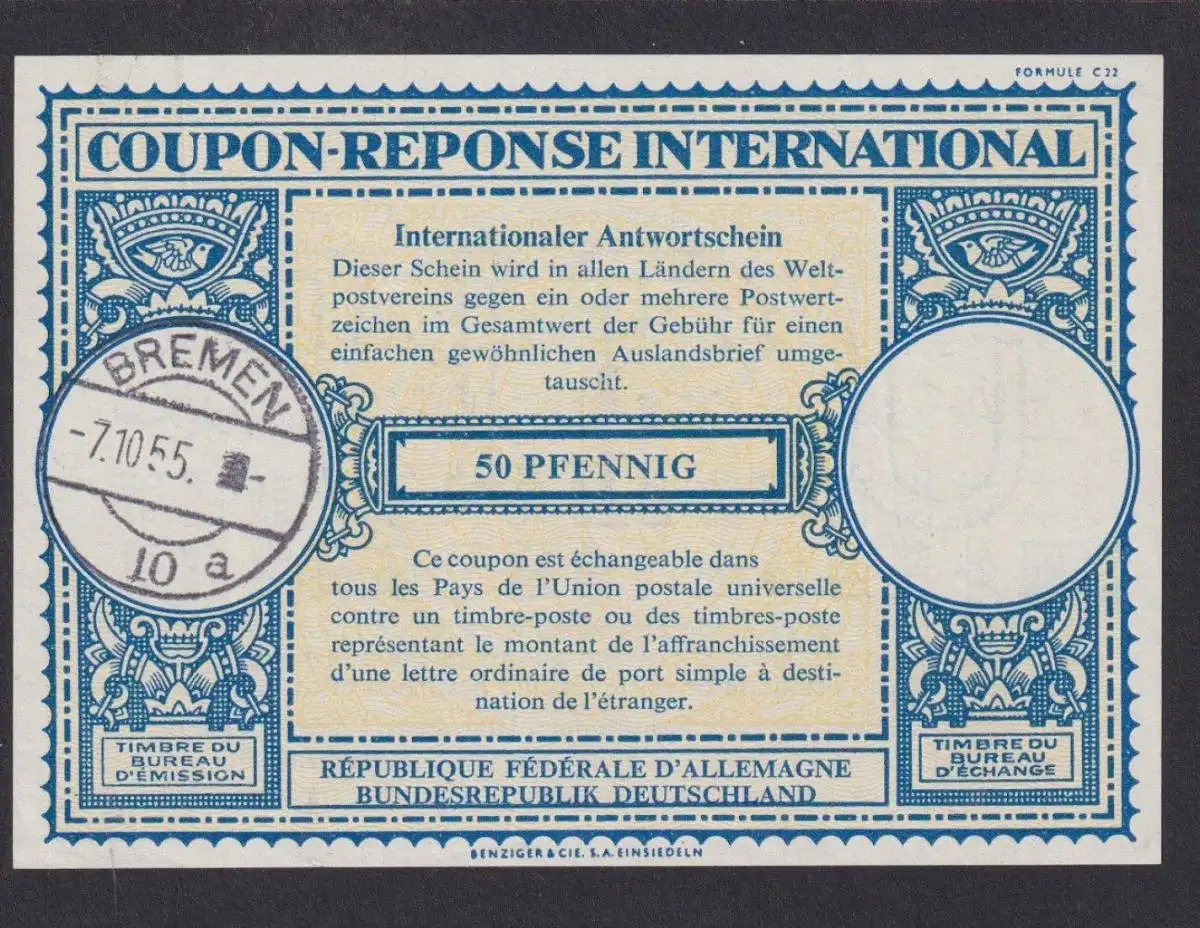 FORMULE C 22
COUPON-REPONSE INTERNATIONAL
Internationaler Antwortschein
Dieser Schein wird in allen Ländern des Welt-
postvereins gegen ein oder mehrere Postwert-
zeichen im Gesamtwert der Gebühr für einen
einfachen gewöhnlichen Auslandsbrief umge-
tauscht.
BREMEN
-7.10.55.
10 a
50 PFENNIG
Ce coupon est échangeable dans
tous les Pays de l'Union postale universelle
contre un timbre-poste ou des timbres-poste
représentant le montant de l'affranchissement
d'une lettre ordinaire de port simple à desti-
nation de l'étranger.
TIMBRE DU
BUREAU
D'ÉMISSION
RÉPUBLIQUE FÉDÉRALE D'ALLEMAGNE
BUNDESREPUBLIK DEUTSCHLAND
TIMBRE DU
BUREAU
D'ÉCHANGE
BENZIGER & CIE. S.A. EINSIEDELN